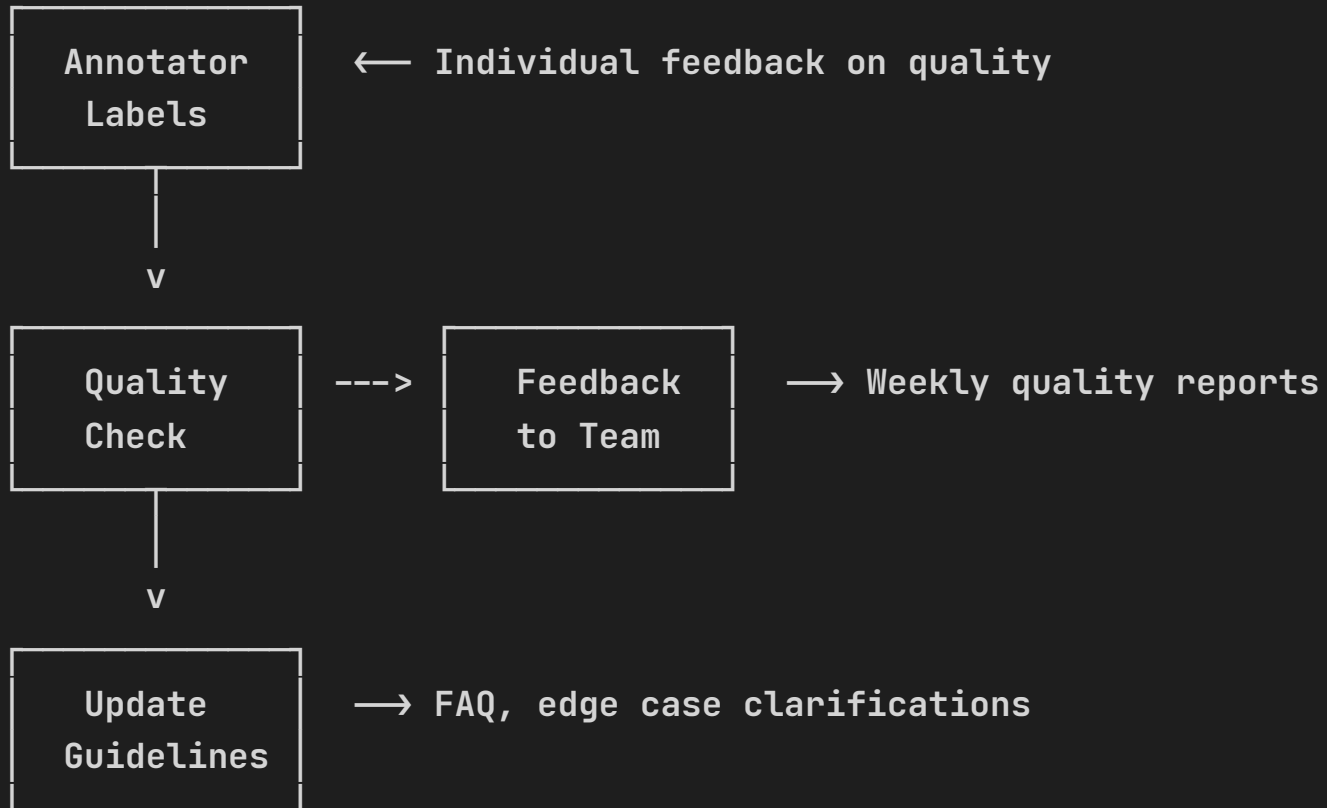 Annotator ← Individual feedback on quality
Labels
v
Quality ---> Feedback → Weekly quality reports
Check to Team
v
Update → FAQ, edge case clarifications
Guidelines